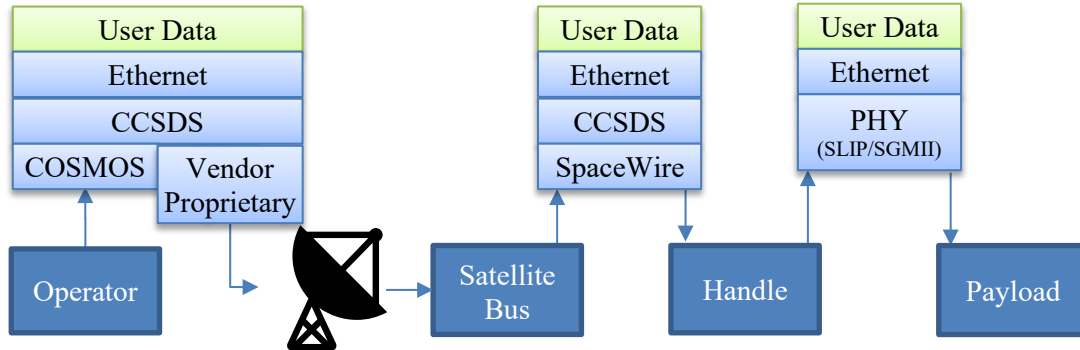 User Data
Ethernet
CCSDS
COSMOS
Vendor
Proprietary
User Data
Ethernet
CCSDS
SpaceWire
User Data
Ethernet
PHY
(SLIP/SGMII)
Operator
Satellite
Bus
Handle
Payload